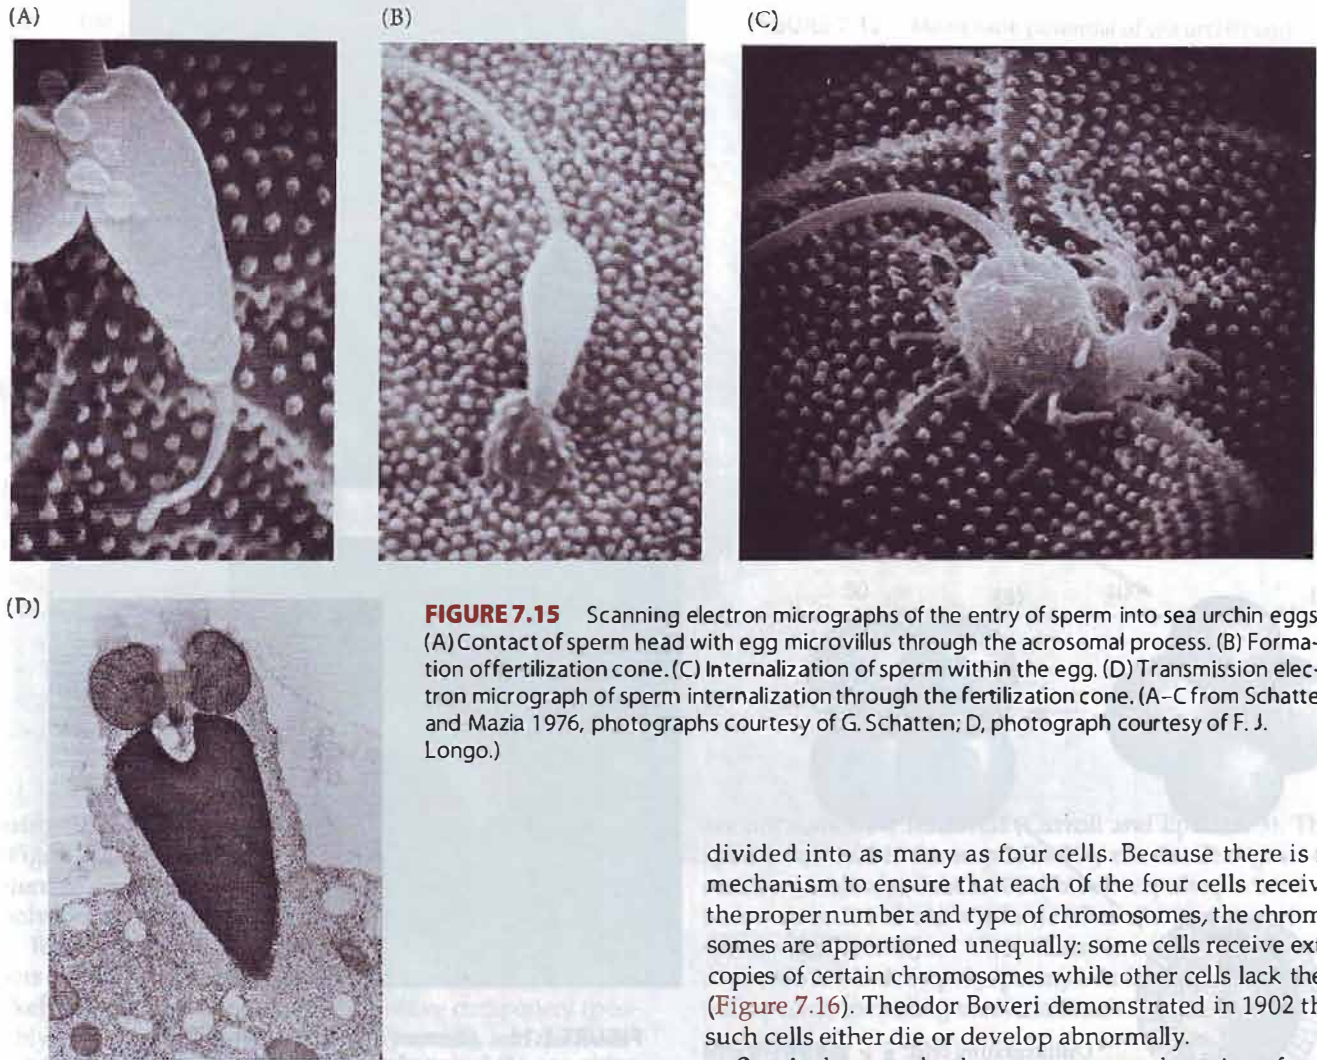 (A)
(B)
(C)
(D)
FIGURE 7.15 Scanning electron micrographs of the entry of sperm into sea urchin eggs
(A) Contact of sperm head with egg microvillus through the acrosomal process. (B) Forma-
tion of fertilization cone. (C) Internalization of sperm within the egg. (D) Transmission elec-
tron micrograph of sperm internalization through the fertilization cone. (A–C from Schatte
and Mazia 1976, photographs courtesy of G. Schatten; D, photograph courtesy of F. J.
Longo.)
divided into as many as four cells. Because there is
mechanism to ensure that each of the four cells receiv
the proper number and type of chromosomes, the chrom
somes are apportioned unequally: some cells receive ext
copies of certain chromosomes while other cells lack the
(Figure 7.16). Theodor Boveri demonstrated in 1902 th
such cells either die or develop abnormally.